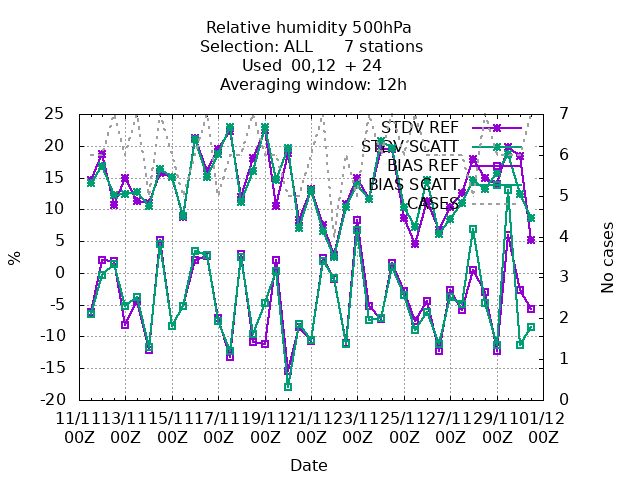 Relative humidity 500hPa
Selection: ALL 7 stations
Used 00,12 + 24
Averaging window: 12h
25 7
STDV REF
STDV SCATT
BIAS REF
BIAS SCATT
CASES
20 6
15 5
10
5 4
0 3
-5
-10 2
-15 1
-20 0
%
No cases
11/11 13/11 15/11 17/11 19/11 21/11 23/11 25/11 27/11 29/11 01/12
00Z 00Z 00Z 00Z 00Z 00Z 00Z 00Z 00Z 00Z 00Z
Date